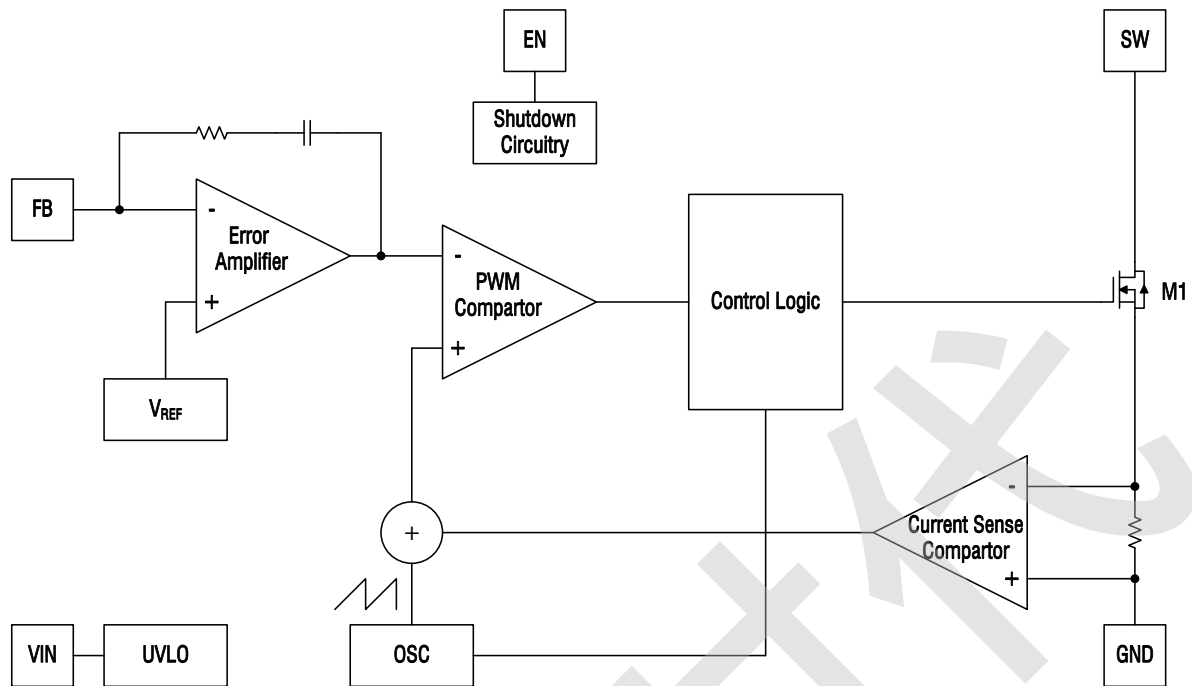 EN
SW
Shutdown
Circuitry
FB
-
Error
Amplifier
+
-
PWM
Compartor
+
Control Logic
M1
VREF
-
Current Sense
Compartor
+
+
VIN
UVLO
OSC
GND
代